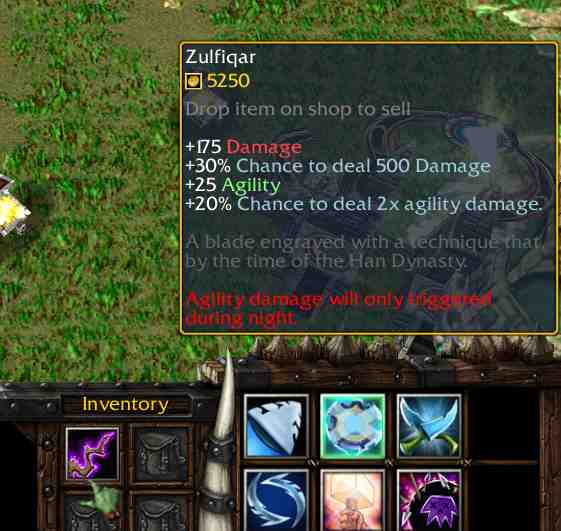 Zulfiqar
5250
Drop item on shop to sell
+175 Damage
+30% Chance to deal 500 Damage
+25 Agility
+20% Chance to deal 2x agility damage.
A blade engraved with a technique that,
by the time of the Han Dynasty.
Agility damage will only triggered
during night.
Inventory